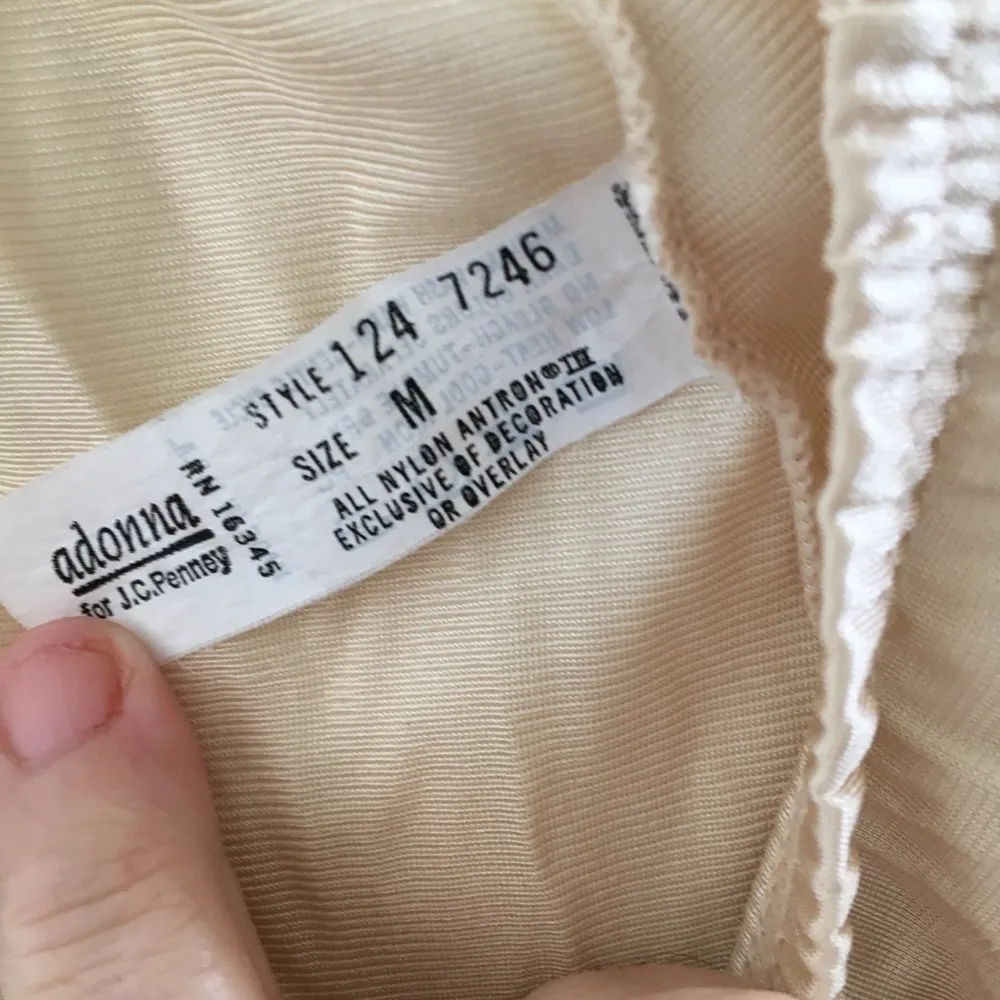 adonna
for J.C.Penney
RN 16345
STYLE 124 7246
SIZE M
ALL NYLON ANTRON® III
EXCLUSIVE OF DECORATION
OR OVERLAY